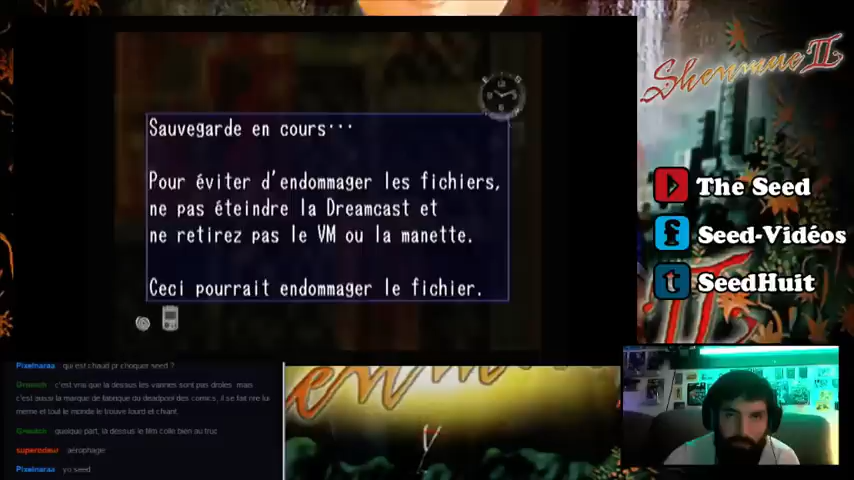 Shenmue II
Sauvegarde en cours···
Pour éviter d'endommager les fichiers,
ne pas éteindre la Dreamcast et
ne retirez pas le VM ou la manette.
Ceci pourrait endommager le fichier.
The Seed
Seed-Vidéos
SeedHuit
Pixelnaraa qui est chaud pr choquer seed ?
c'est vrai que la dessus les vannes sont pas droles mais
c'est aussi la marque de fabrique du deadpool des comics, il se fait rire lui
meme et tout le monde le trouve lourd et chiant.
quoique part, la dessus le film colle bien au truc
aérophage
Pixelnaraa yo seed